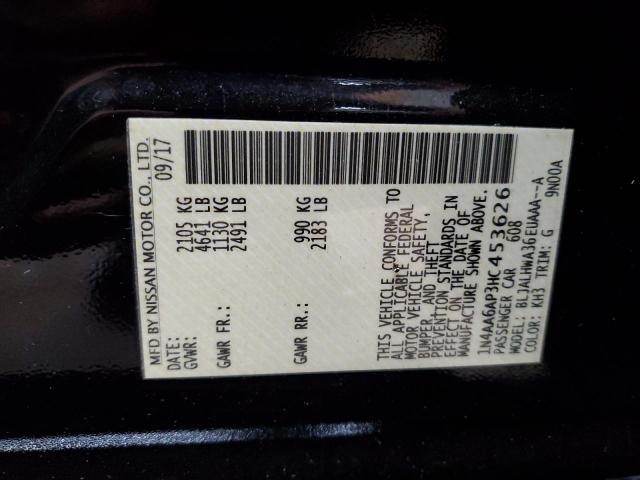 MFD BY NISSAN MOTOR CO., LTD.
DATE: 09/17
GVWR: 2105 KG
4641 LB
GAWR FR.: 1130 KG
2491 LB
GAWR RR.: 990 KG
2183 LB
THIS VEHICLE CONFORMS TO
ALL APPLICABLE FEDERAL
MOTOR VEHICLE SAFETY,
BUMPER, AND THEFT
PREVENTION STANDARDS IN
EFFECT ON THE DATE OF
MANUFACTURE SHOWN ABOVE.
1N4AA6AP3HC453626
PASSENGER CAR 608
MODEL: BLJALHWA36EUAAA--A
COLOR: KH3 TRIM: G 9N00A